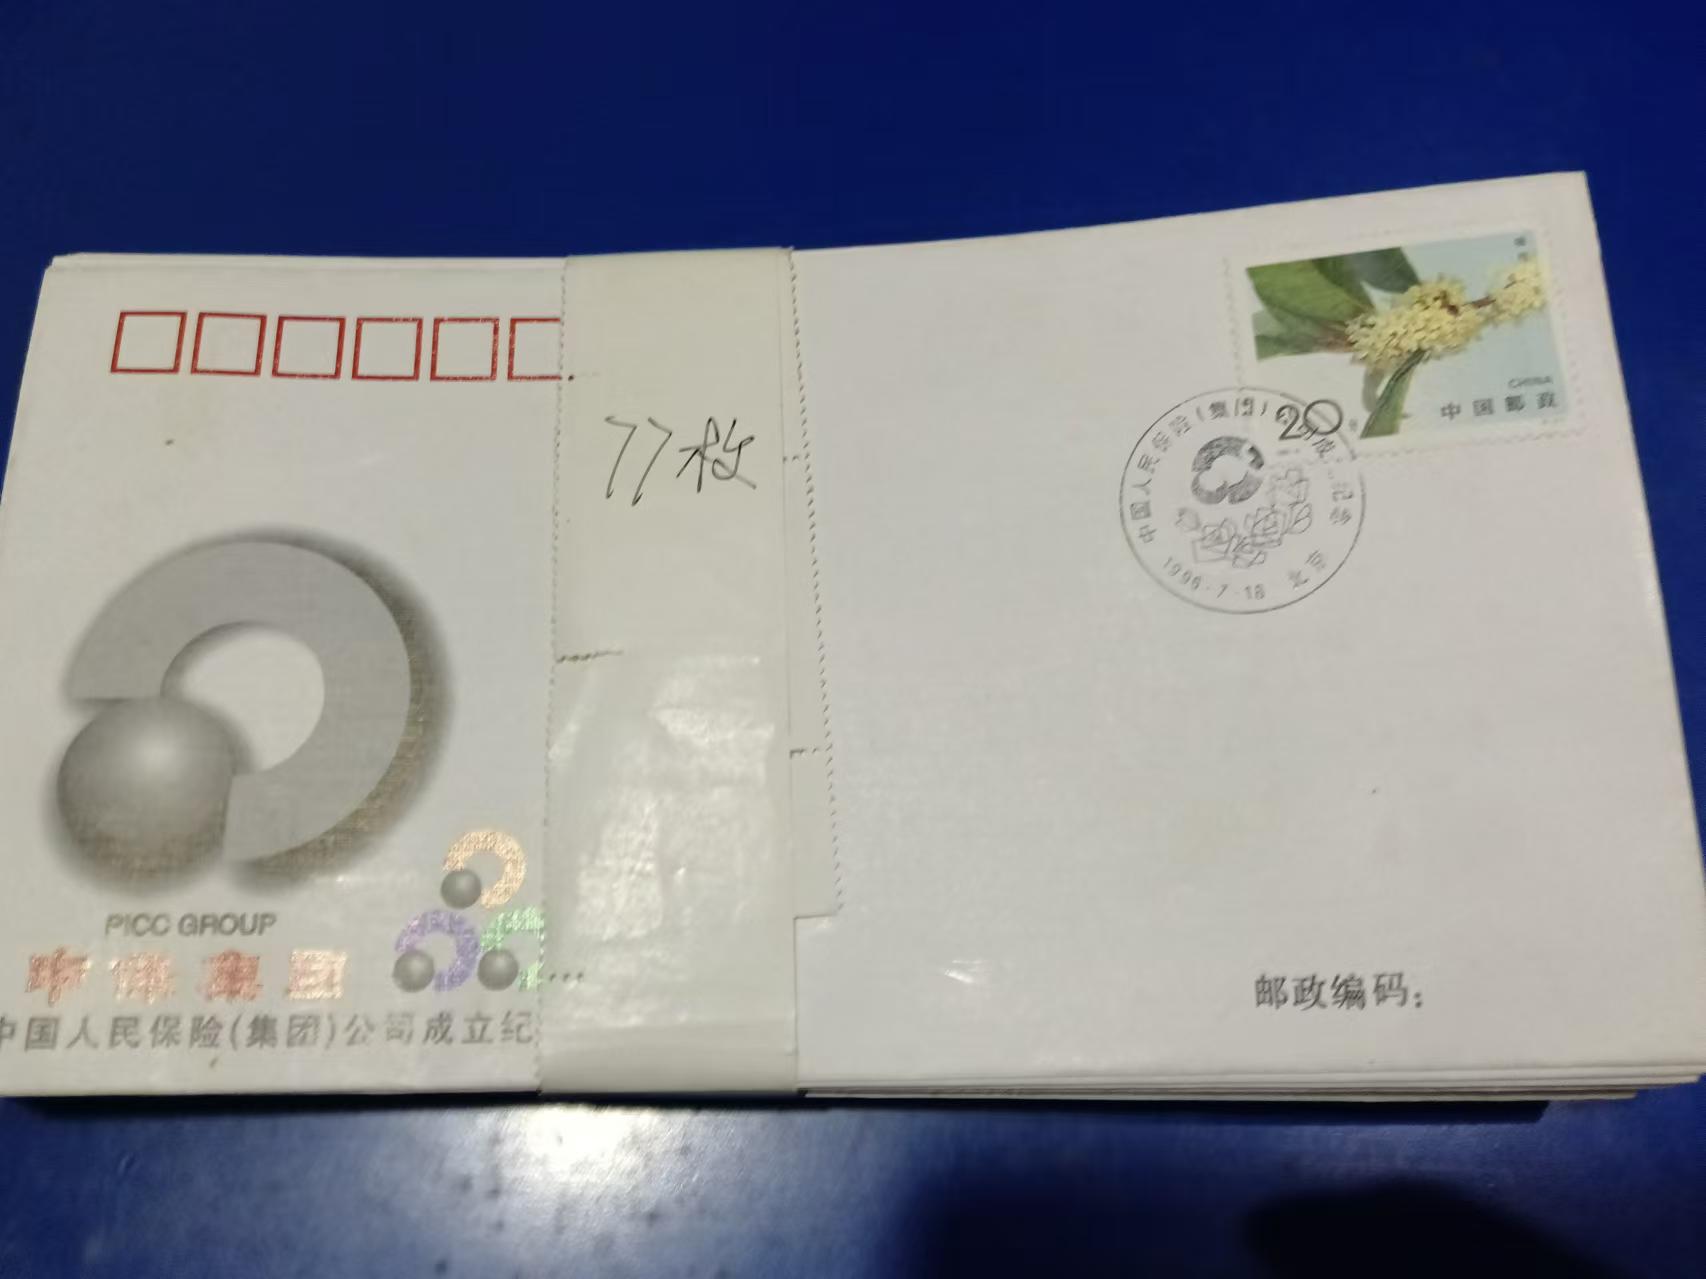 77枚
CHINA
中国邮政
20
1996·7·18
北京
PICC GROUP
中保集团
中国人民保险(集团)公司成立纪
邮政编码：